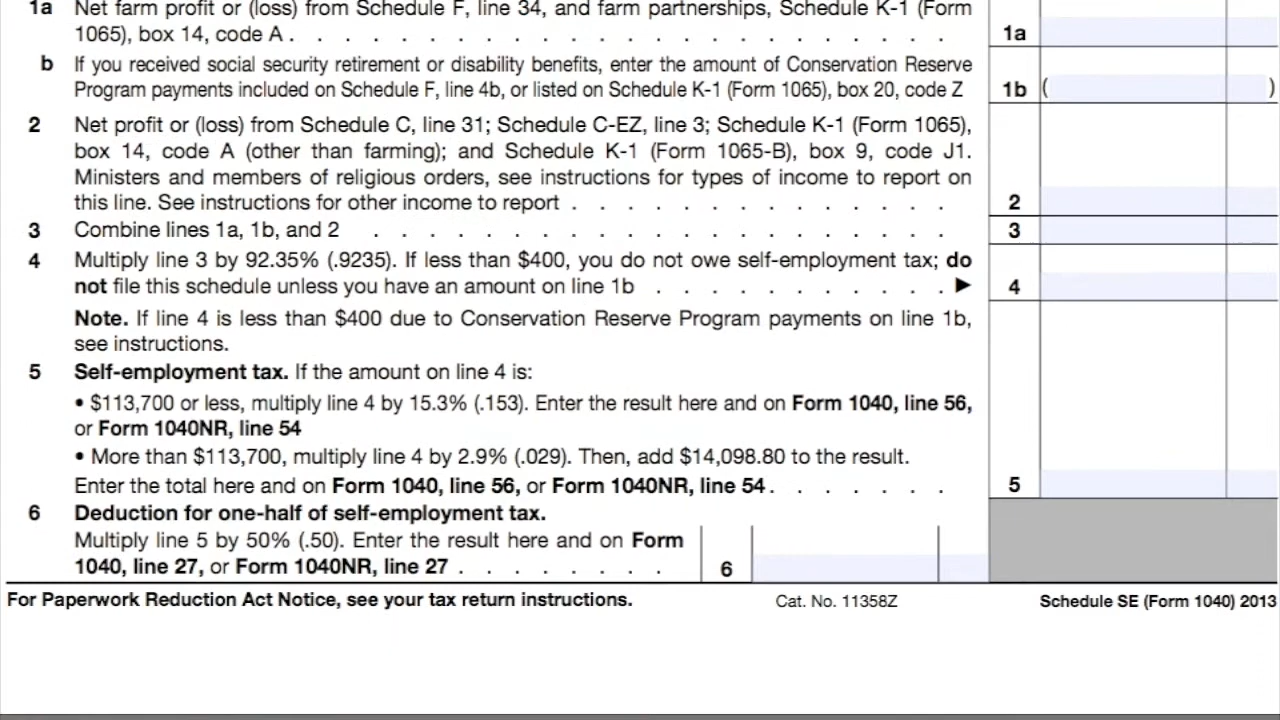 1a Net farm profit or (loss) from Schedule F, line 34, and farm partnerships, Schedule K-1 (Form
1065), box 14, code A . . . . . . . . . . . . . . . . . . . . . . . . 1a
b If you received social security retirement or disability benefits, enter the amount of Conservation Reserve
Program payments included on Schedule F, line 4b, or listed on Schedule K-1 (Form 1065), box 20, code Z 1b ( )
2 Net profit or (loss) from Schedule C, line 31; Schedule C-EZ, line 3; Schedule K-1 (Form 1065),
box 14, code A (other than farming); and Schedule K-1 (Form 1065-B), box 9, code J1.
Ministers and members of religious orders, see instructions for types of income to report on
this line. See instructions for other income to report . . . . . . . . . . . . . . 2
3 Combine lines 1a, 1b, and 2 . . . . . . . . . . . . . . . . . . . . . 3
4 Multiply line 3 by 92.35% (.9235). If less than $400, you do not owe self-employment tax; do
not file this schedule unless you have an amount on line 1b . . . . . . . . . . . ▶ 4
Note. If line 4 is less than $400 due to Conservation Reserve Program payments on line 1b,
see instructions.
5 Self-employment tax. If the amount on line 4 is:
• $113,700 or less, multiply line 4 by 15.3% (.153). Enter the result here and on Form 1040, line 56,
or Form 1040NR, line 54
• More than $113,700, multiply line 4 by 2.9% (.029). Then, add $14,098.80 to the result.
Enter the total here and on Form 1040, line 56, or Form 1040NR, line 54 . . . . . . . 5
6 Deduction for one-half of self-employment tax.
Multiply line 5 by 50% (.50). Enter the result here and on Form
1040, line 27, or Form 1040NR, line 27 . . . . . . . . 6
For Paperwork Reduction Act Notice, see your tax return instructions. Cat. No. 11358Z Schedule SE (Form 1040) 2013